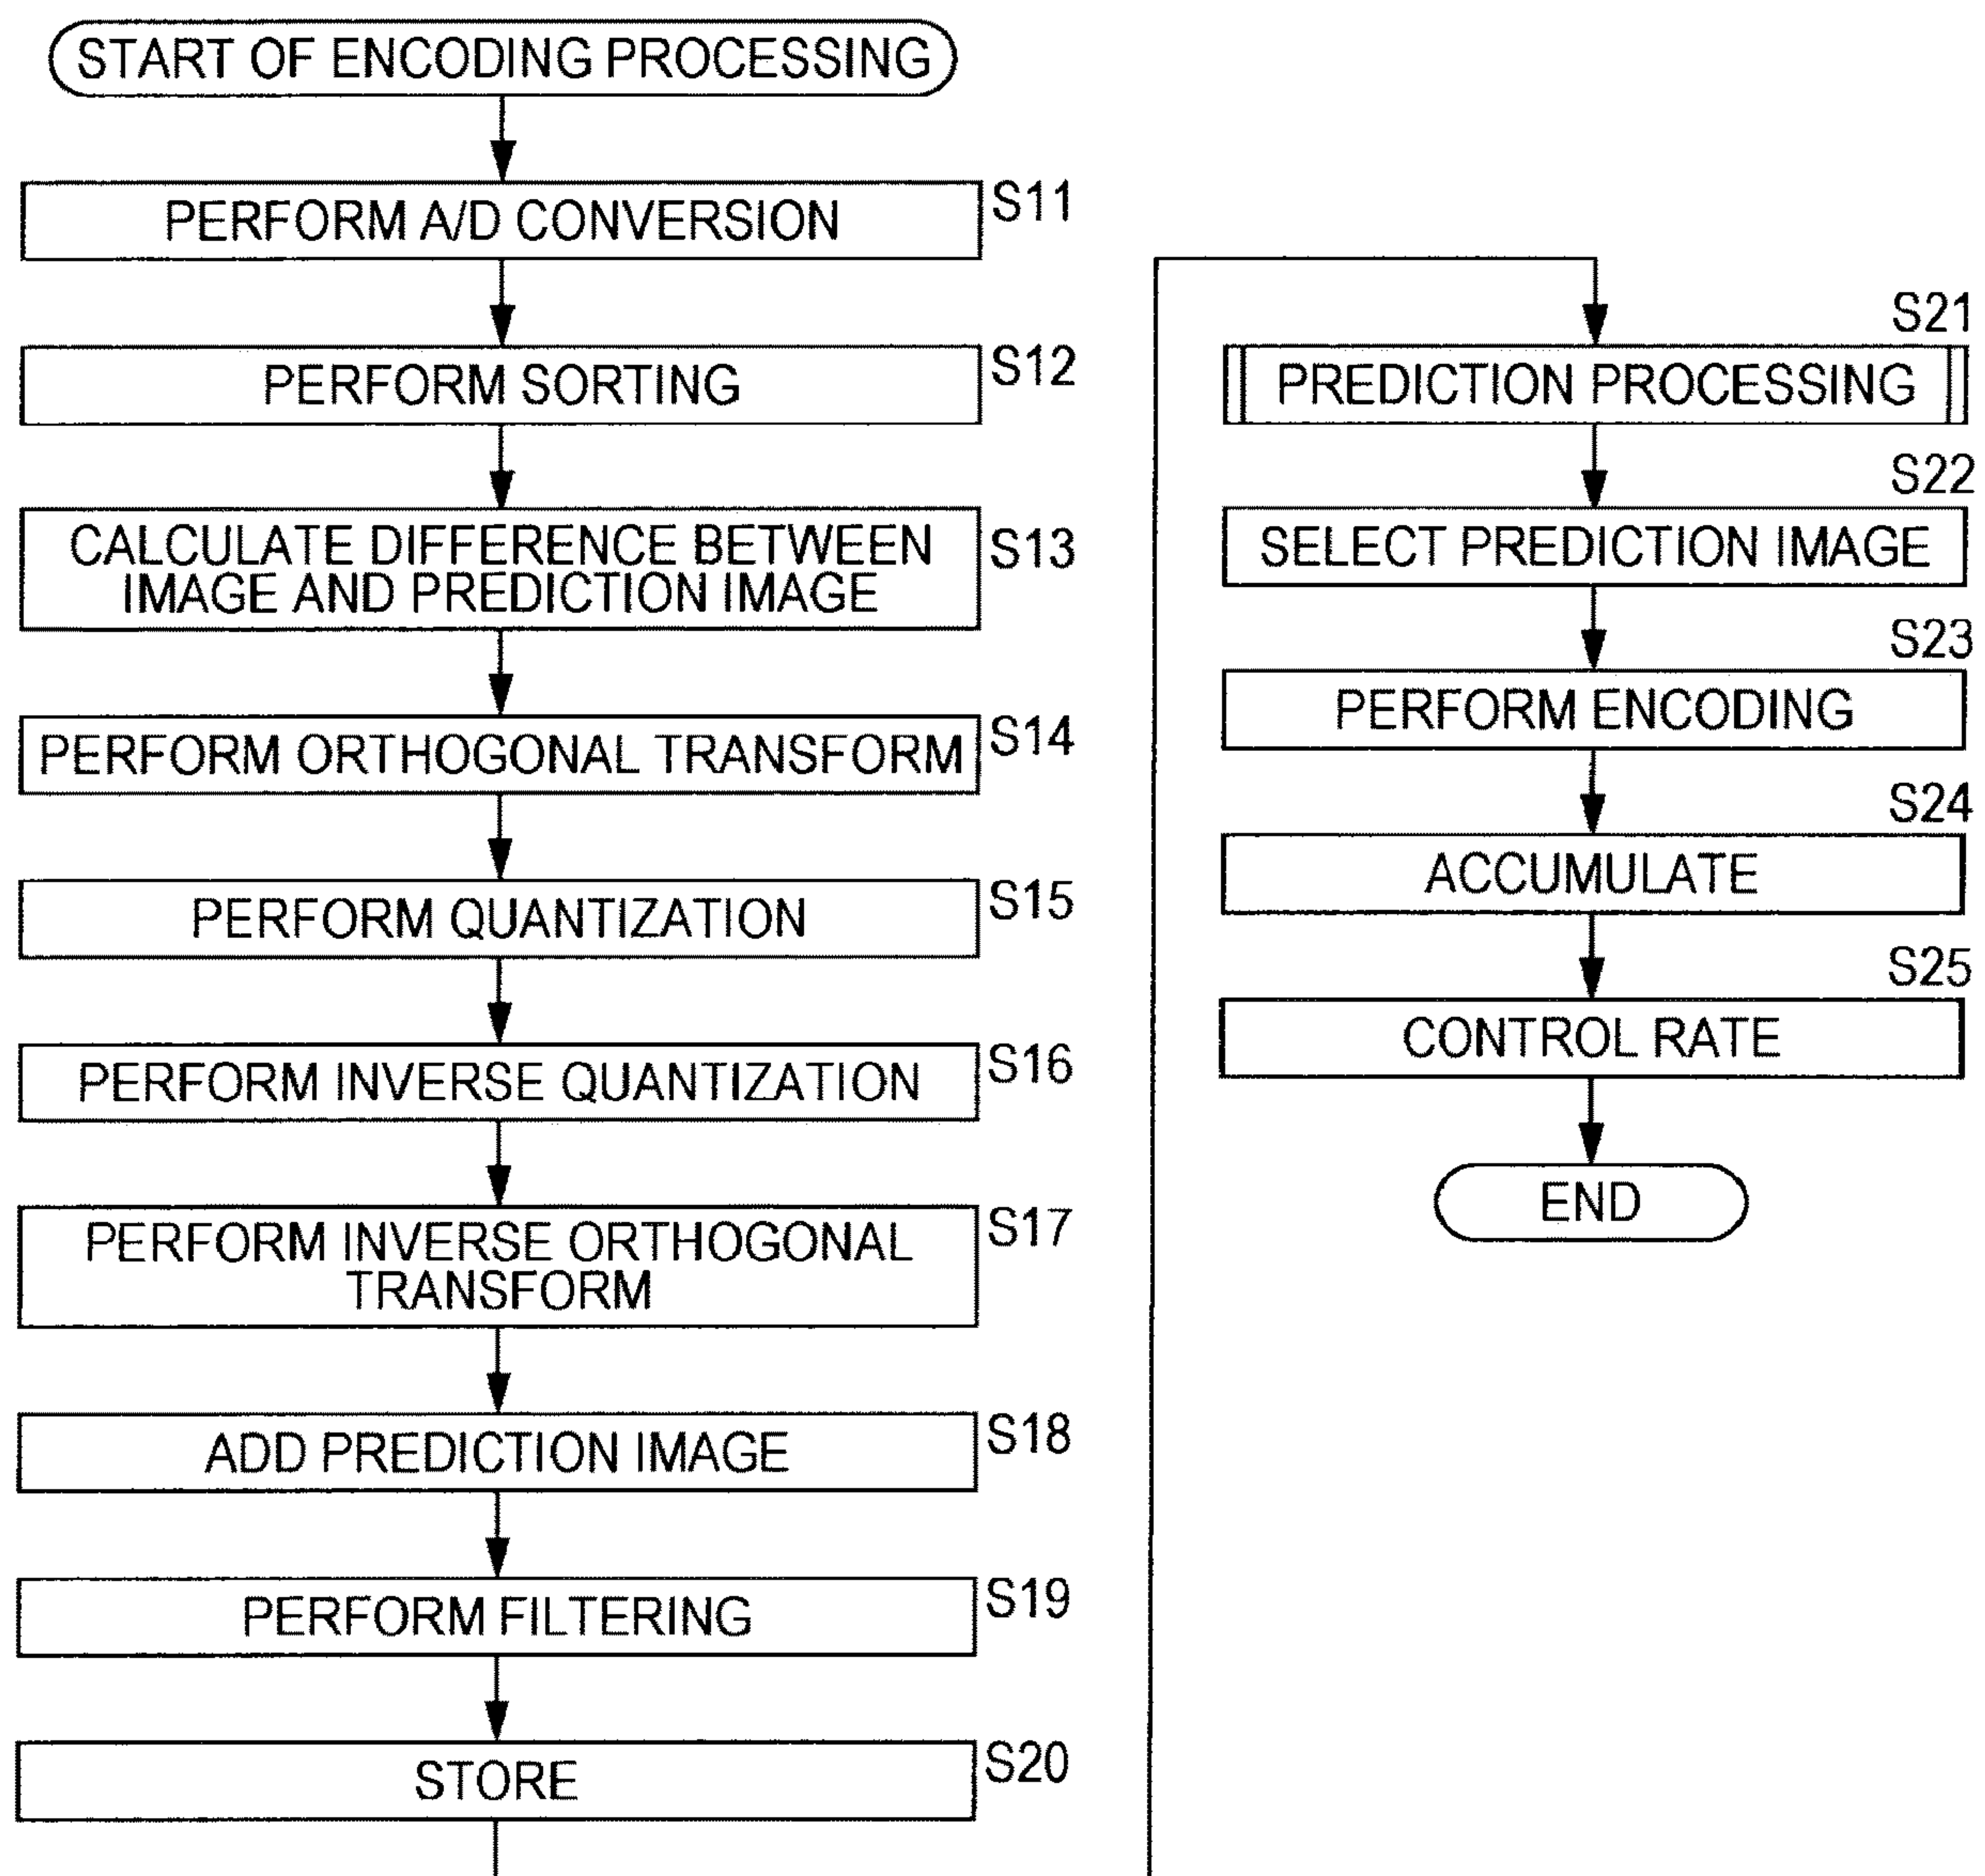 START OF ENCODING PROCESSING
PERFORM A/D CONVERSION
S11
PERFORM SORTING
S12
CALCULATE DIFFERENCE BETWEEN
IMAGE AND PREDICTION IMAGE
S13
PERFORM ORTHOGONAL TRANSFORM
S14
PERFORM QUANTIZATION
S15
PERFORM INVERSE QUANTIZATION
S16
PERFORM INVERSE ORTHOGONAL
TRANSFORM
S17
ADD PREDICTION IMAGE
S18
PERFORM FILTERING
S19
STORE
S20
S21
PREDICTION PROCESSING
S22
SELECT PREDICTION IMAGE
S23
PERFORM ENCODING
S24
ACCUMULATE
S25
CONTROL RATE
END